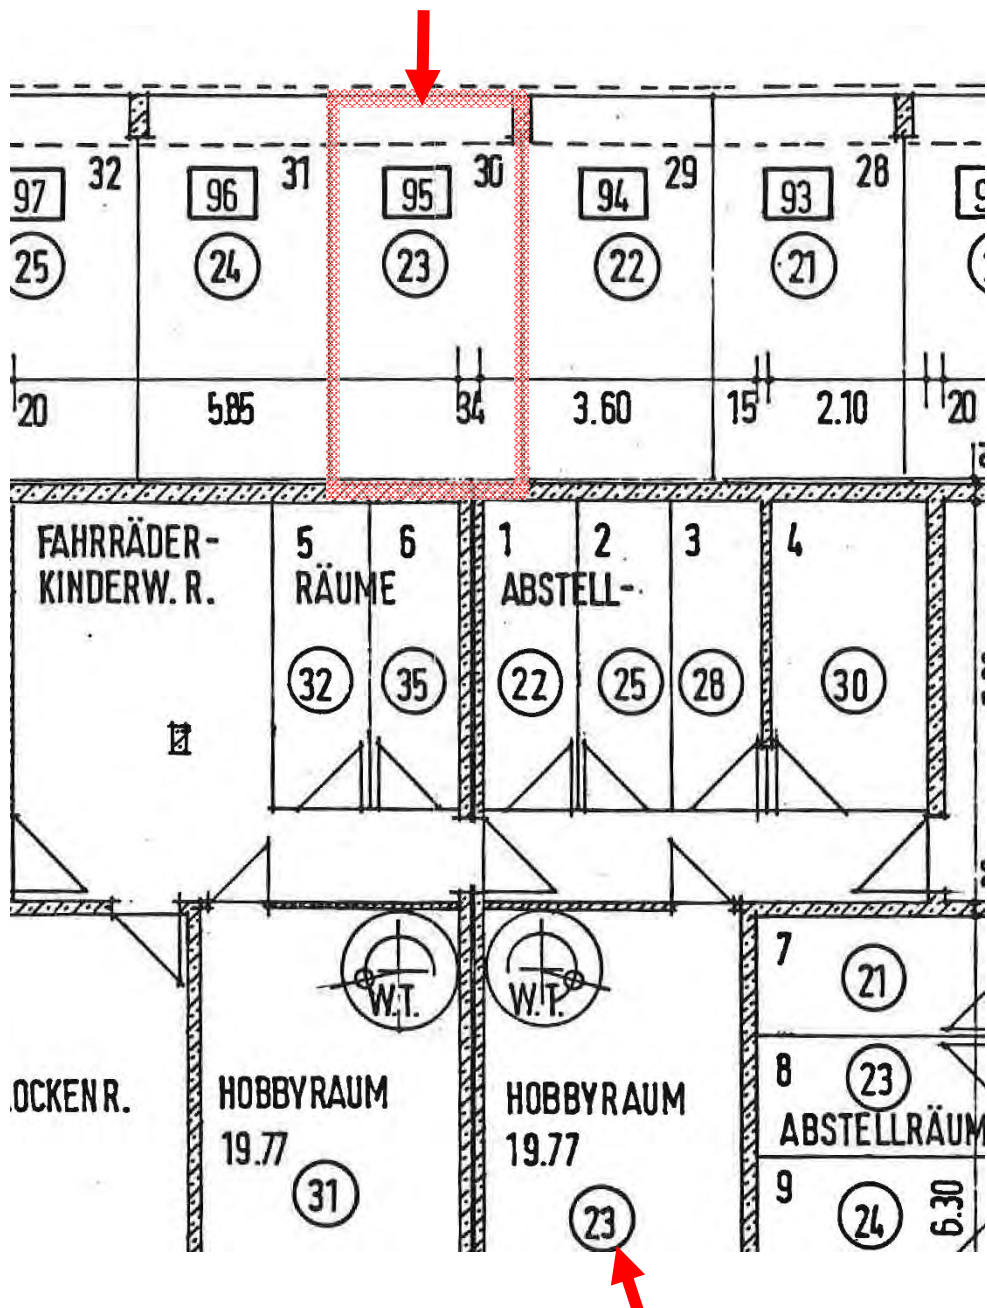 32 31 30 29 28
97 96 95 94 93
25 24 23 22 21
20 5.85 34 3.60 15 2.10 20
FAHRRÄDER- 5 6 1 2 3 4
KINDERW. R. RÄUME ABSTELL-
32 35 22 25 28 30
W.T. W.T. 7 21
8 23
OCKENR. HOBBYRAUM HOBBYRAUM ABSTELLRÄUM
19.77 19.77
31 23 9 24 6.30